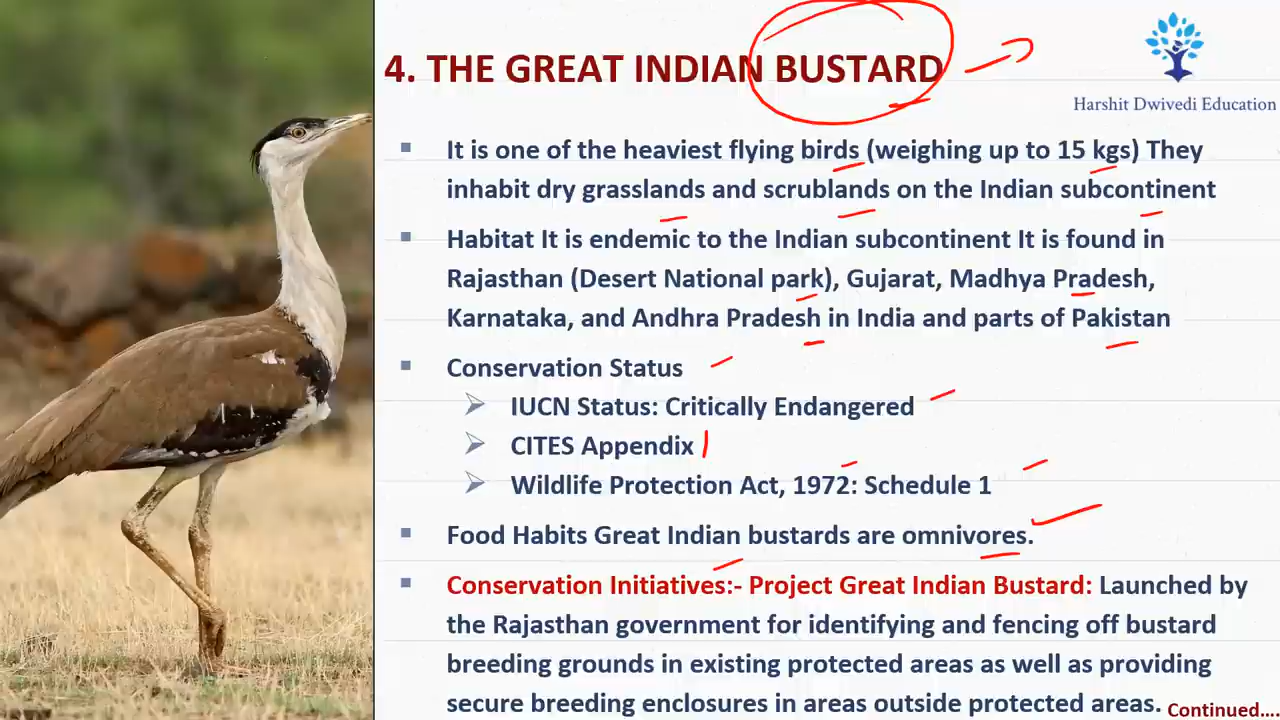 4. THE GREAT INDIAN BUSTARD
Harshit Dwivedi Education
▪ It is one of the heaviest flying birds (weighing up to 15 kgs) They
inhabit dry grasslands and scrublands on the Indian subcontinent
▪ Habitat It is endemic to the Indian subcontinent It is found in
Rajasthan (Desert National park), Gujarat, Madhya Pradesh,
Karnataka, and Andhra Pradesh in India and parts of Pakistan
▪ Conservation Status
➢ IUCN Status: Critically Endangered
➢ CITES Appendix I
➢ Wildlife Protection Act, 1972: Schedule 1
▪ Food Habits Great Indian bustards are omnivores.
▪ Conservation Initiatives:- Project Great Indian Bustard: Launched by
the Rajasthan government for identifying and fencing off bustard
breeding grounds in existing protected areas as well as providing
secure breeding enclosures in areas outside protected areas.
Continued....